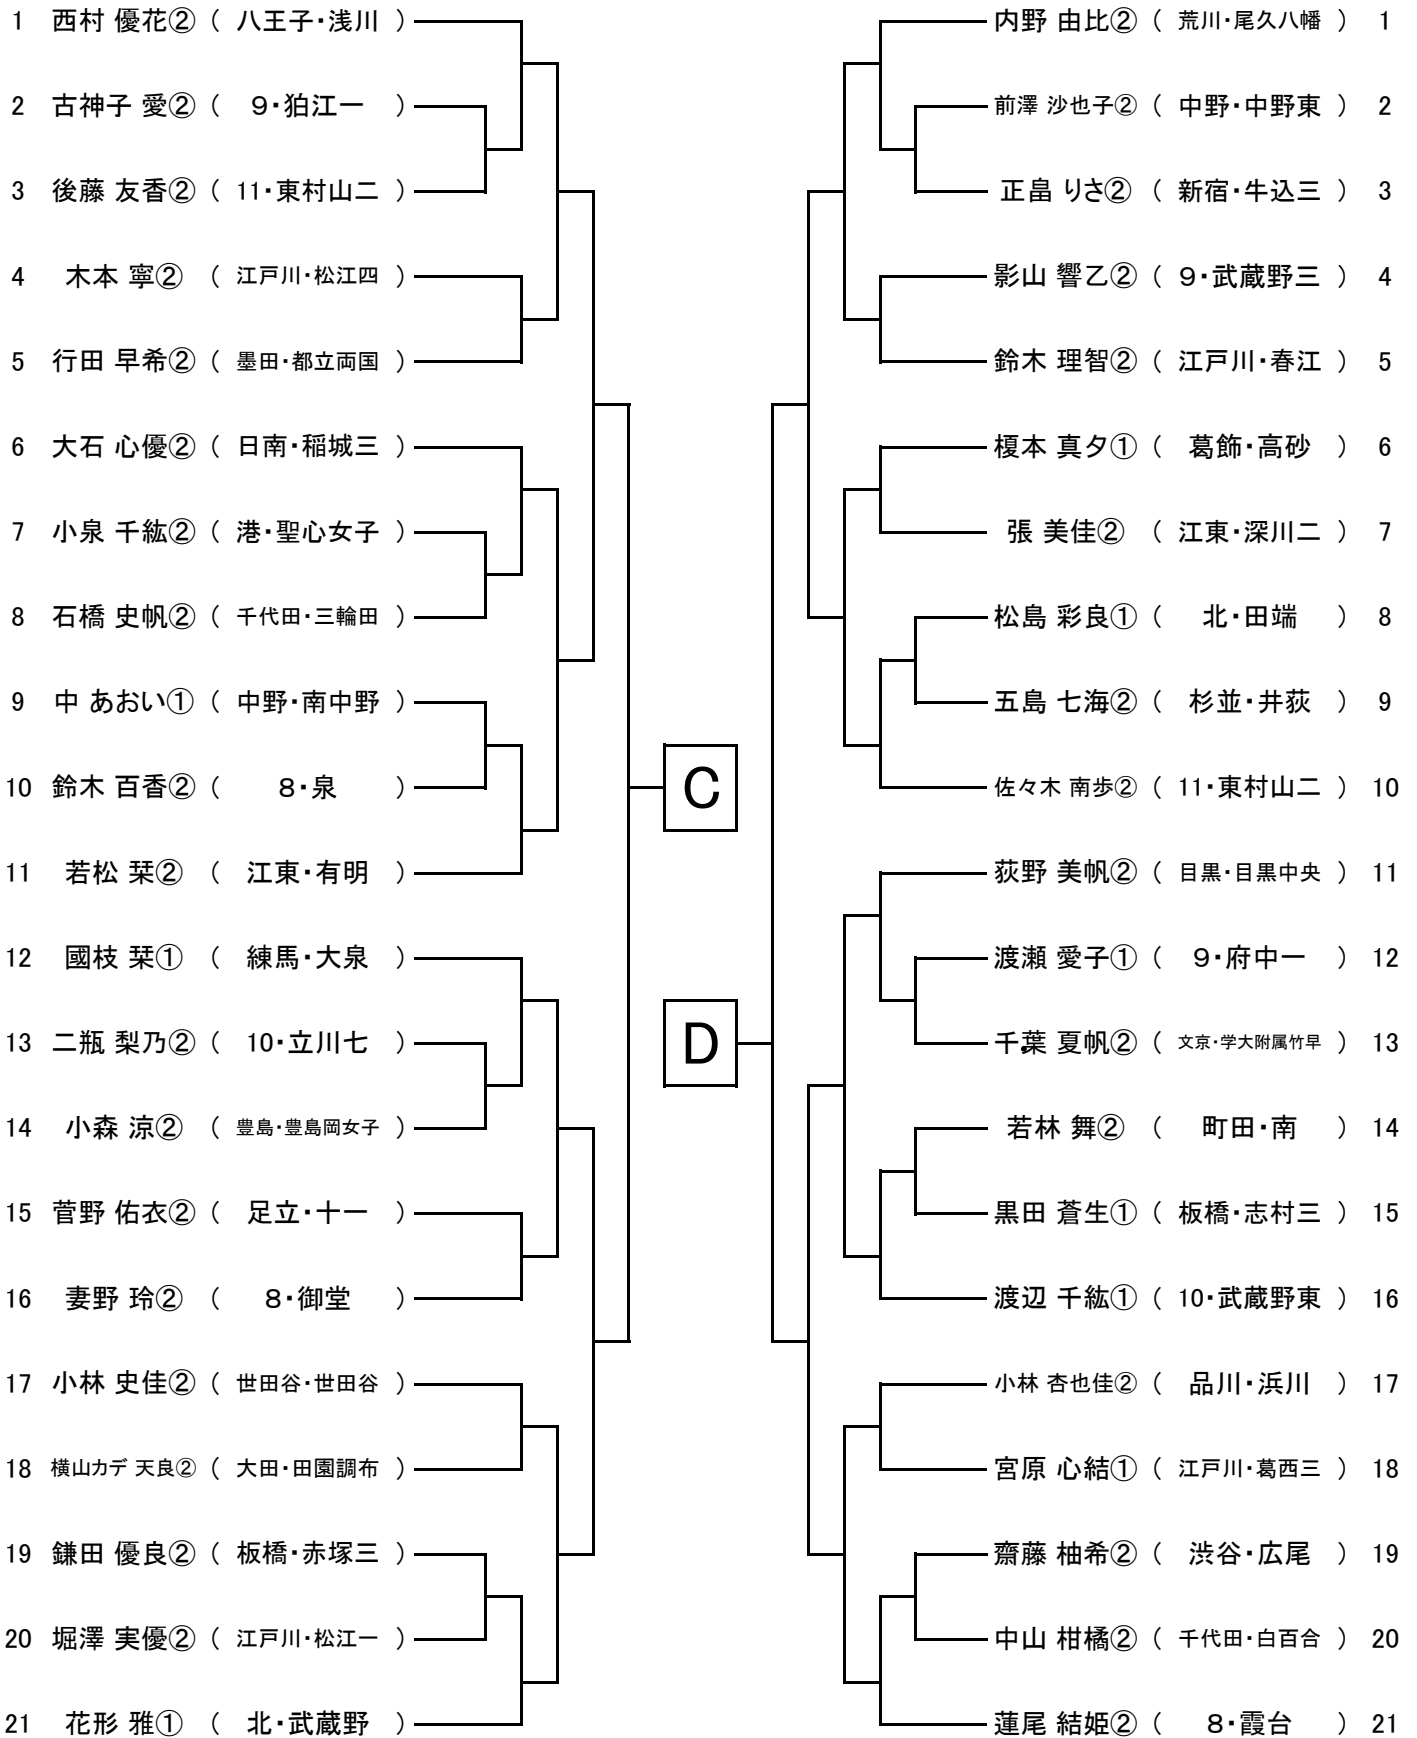 1 西村 優花② ( 八王子・浅川 )
2 古神子 愛② ( 9・狛江一 )
3 後藤 友香② ( 11・東村山二 )
4 木本 寧② ( 江戸川・松江四 )
5 行田 早希② ( 墨田・都立両国 )
6 大石 心優② ( 日南・稲城三 )
7 小泉 千紘② ( 港・聖心女子 )
8 石橋 史帆② ( 千代田・三輪田 )
9 中 あおい① ( 中野・南中野 )
10 鈴木 百香② ( 8・泉 )
11 若松 栞② ( 江東・有明 )
12 國枝 栞① ( 練馬・大泉 )
13 二瓶 梨乃② ( 10・立川七 )
14 小森 涼② ( 豊島・豊島岡女子 )
15 菅野 佑衣② ( 足立・十一 )
16 妻野 玲② ( 8・御堂 )
17 小林 史佳② ( 世田谷・世田谷 )
18 横山カデ 天良② ( 大田・田園調布 )
19 鎌田 優良② ( 板橋・赤塚三 )
20 堀澤 実優② ( 江戸川・松江一 )
21 花形 雅① ( 北・武蔵野 )
C
D
内野 由比② ( 荒川・尾久八幡 ) 1
前澤 沙也子② ( 中野・中野東 ) 2
正畠 りさ② ( 新宿・牛込三 ) 3
影山 響乙② ( 9・武蔵野三 ) 4
鈴木 理智② ( 江戸川・春江 ) 5
榎本 真夕① ( 葛飾・高砂 ) 6
張 美佳② ( 江東・深川二 ) 7
松島 彩良① ( 北・田端 ) 8
五島 七海② ( 杉並・井荻 ) 9
佐々木 南歩② ( 11・東村山二 ) 10
荻野 美帆② ( 目黒・目黒中央 ) 11
渡瀬 愛子① ( 9・府中一 ) 12
千葉 夏帆② ( 文京・学大附属竹早 ) 13
若林 舞② ( 町田・南 ) 14
黒田 蒼生① ( 板橋・志村三 ) 15
渡辺 千紘① ( 10・武蔵野東 ) 16
小林 杏也佳② ( 品川・浜川 ) 17
宮原 心結① ( 江戸川・葛西三 ) 18
齋藤 柚希② ( 渋谷・広尾 ) 19
中山 柑橘② ( 千代田・白百合 ) 20
蓮尾 結姫② ( 8・霞台 ) 21